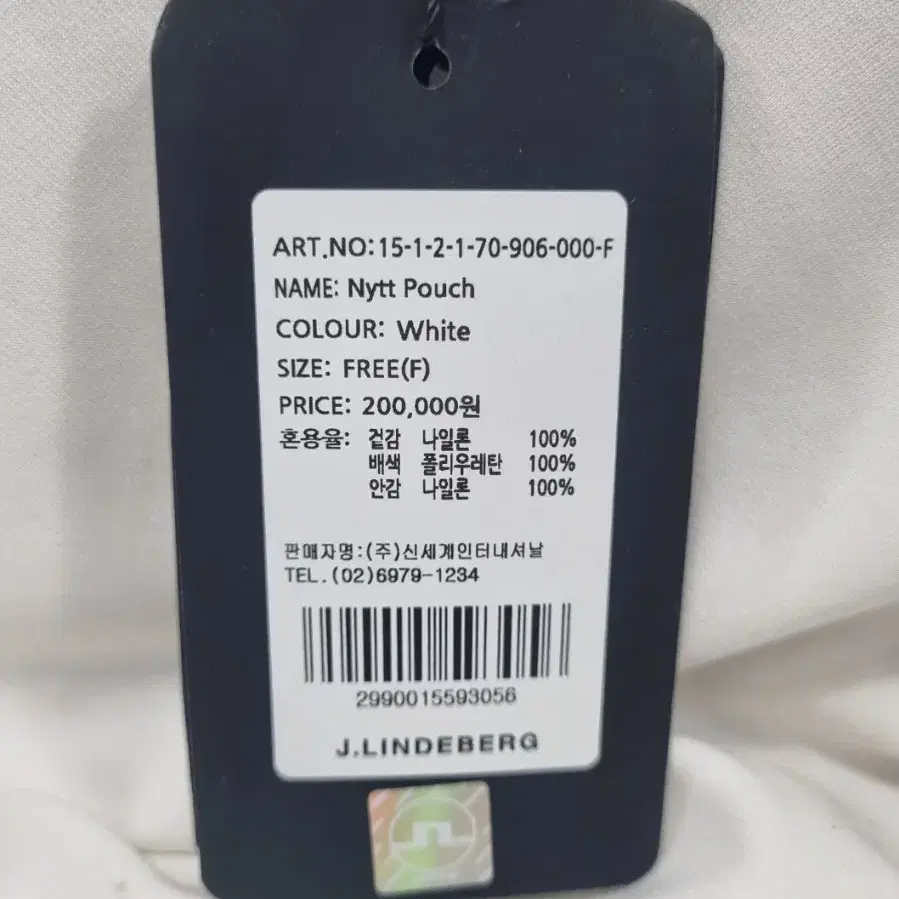 ART.NO:15-1-2-1-70-906-000-F
NAME: Nytt Pouch
COLOUR: White
SIZE: FREE(F)
PRICE: 200,000원
혼용율: 겉감 나일론 100%
배색 폴리우레탄 100%
안감 나일론 100%
판매자명:(주)신세계인터내셔날
TEL.(02)6979-1234
2990015593056
J.LINDEBERG